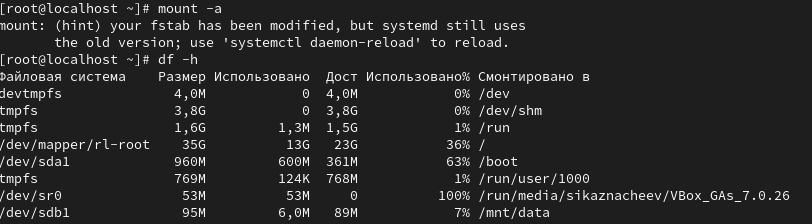 [root@localhost ~]# mount -a
mount: (hint) your fstab has been modified, but systemd still uses
       the old version; use 'systemctl daemon-reload' to reload.
[root@localhost ~]# df -h
Файловая система    Размер Использовано  Дост Использовано% Смонтировано в
devtmpfs              4,0M            0  4,0M            0% /dev
tmpfs                 3,8G            0  3,8G            0% /dev/shm
tmpfs                 1,6G         1,3M  1,5G            1% /run
/dev/mapper/rl-root    35G          13G   23G           36% /
/dev/sda1             960M         600M  361M           63% /boot
tmpfs                 769M         124K  768M            1% /run/user/1000
/dev/sr0               53M          53M     0          100% /run/media/sikaznacheev/VBox_GAs_7.0.26
/dev/sdb1              95M         6,0M   89M            7% /mnt/data